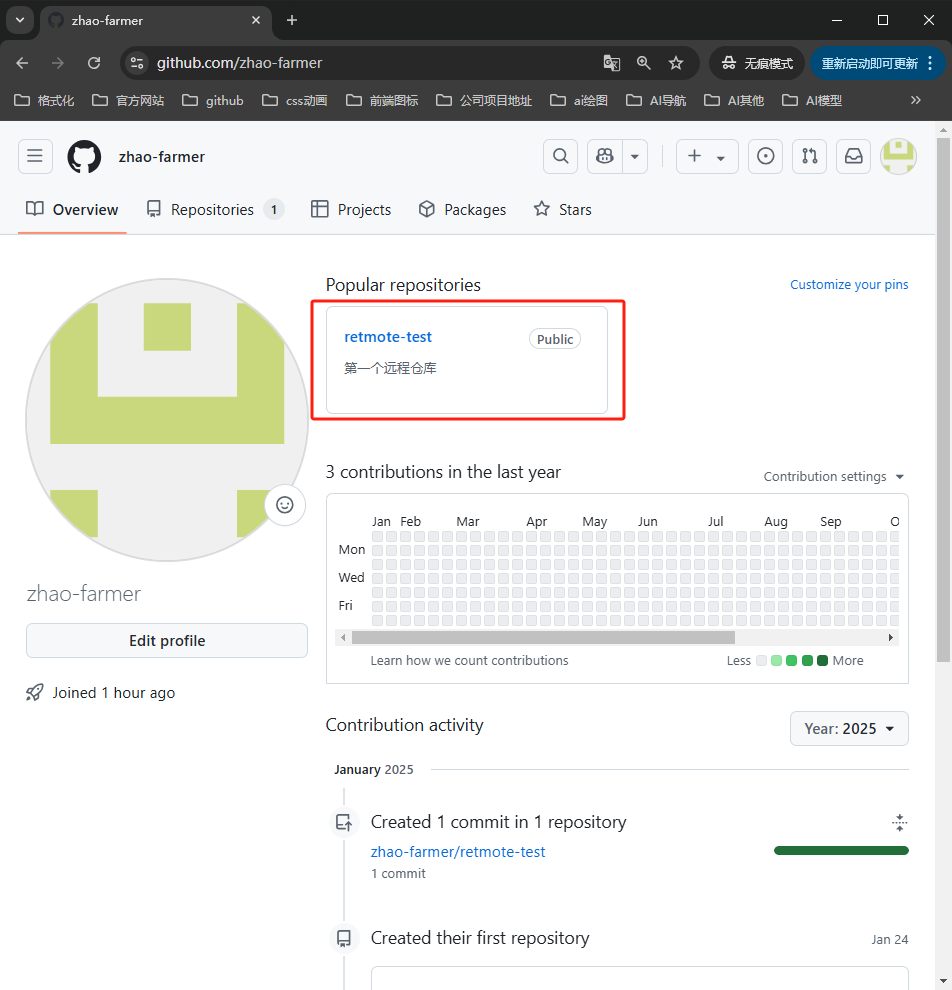 zhao-farmer
github.com/zhao-farmer
无痕模式
重新启动即可更新
格式化 官方网站 github css动画 前端图标 公司项目地址 ai绘图 AI导航 AI其他 AI模型
zhao-farmer
Overview Repositories 1 Projects Packages Stars
Popular repositories
Customize your pins
retmote-test
Public
第一个远程仓库
3 contributions in the last year
Contribution settings
Jan Feb Mar Apr May Jun Jul Aug Sep O
Mon
Wed
Fri
Learn how we count contributions
Less More
zhao-farmer
Edit profile
Joined 1 hour ago
Contribution activity
Year: 2025
January 2025
Created 1 commit in 1 repository
zhao-farmer/retmote-test
1 commit
Created their first repository
Jan 24